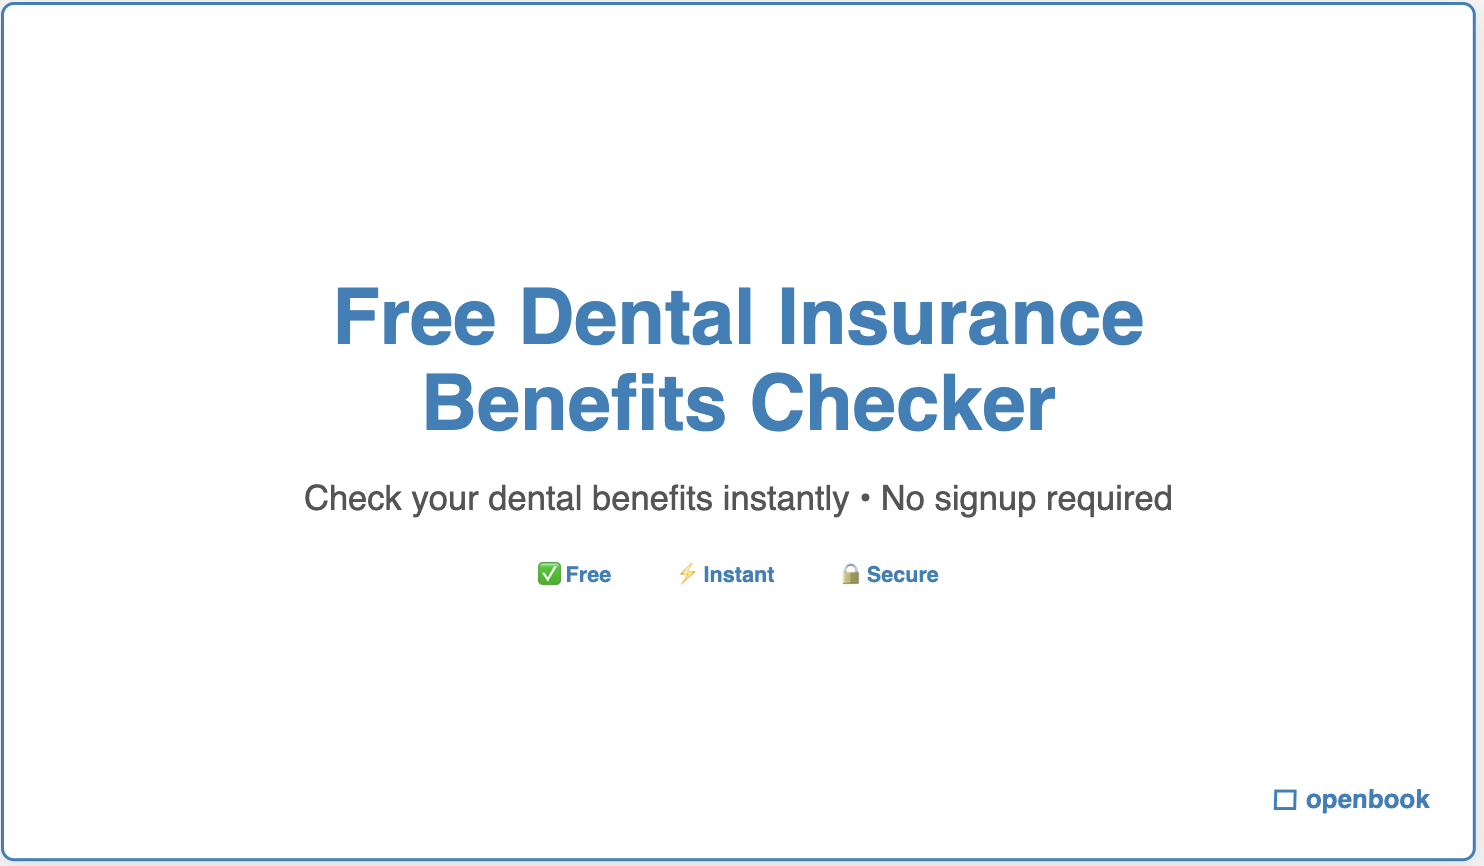 Free Dental Insurance
Benefits Checker
Check your dental benefits instantly • No signup required
✅ Free ⚡ Instant 🔒 Secure
openbook